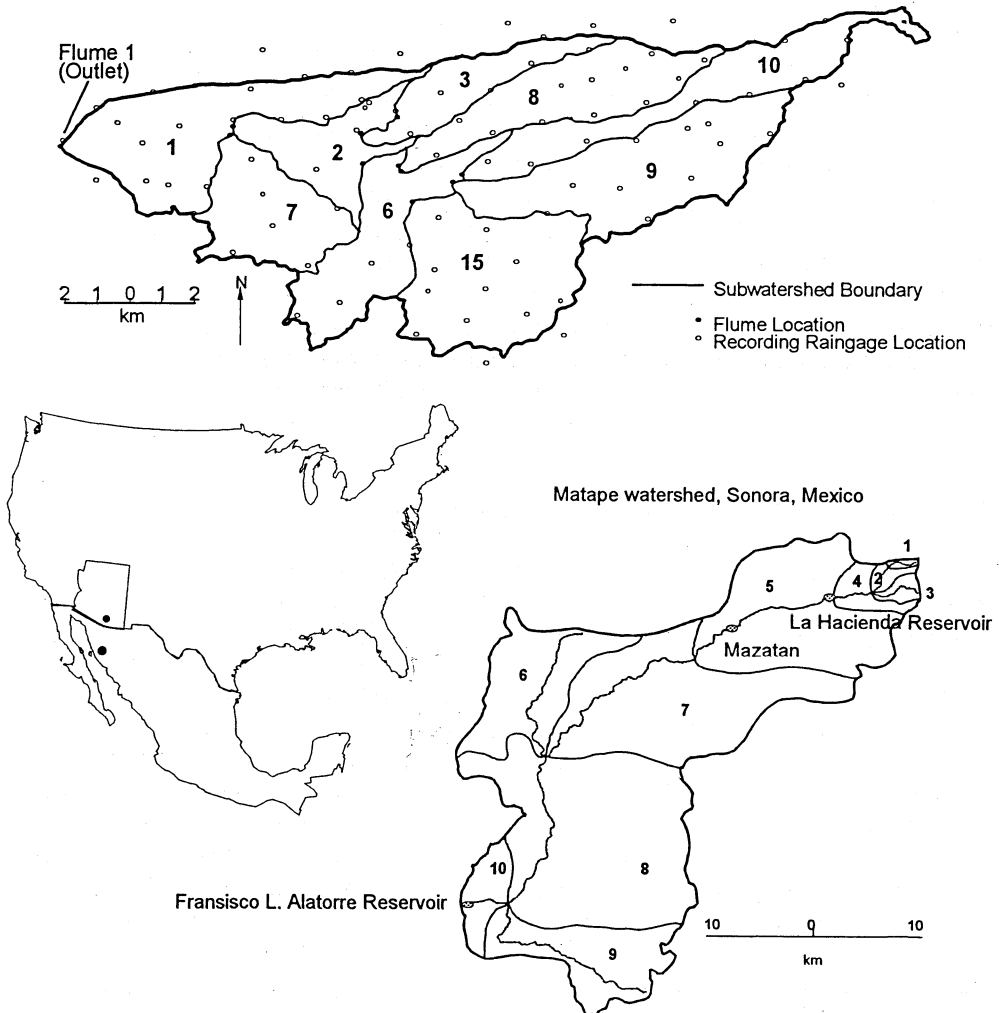 Flume 1
(Outlet)
3
10
8
1
2
9
7
6
15
2 1 0 1 2
km
N
Subwatershed Boundary
Flume Location
Recording Raingage Location
Matape watershed, Sonora, Mexico
1
5
4
2
3
La Hacienda Reservoir
Mazatan
6
7
8
10
Fransisco L. Alatorre Reservoir
10 0 10
km
9